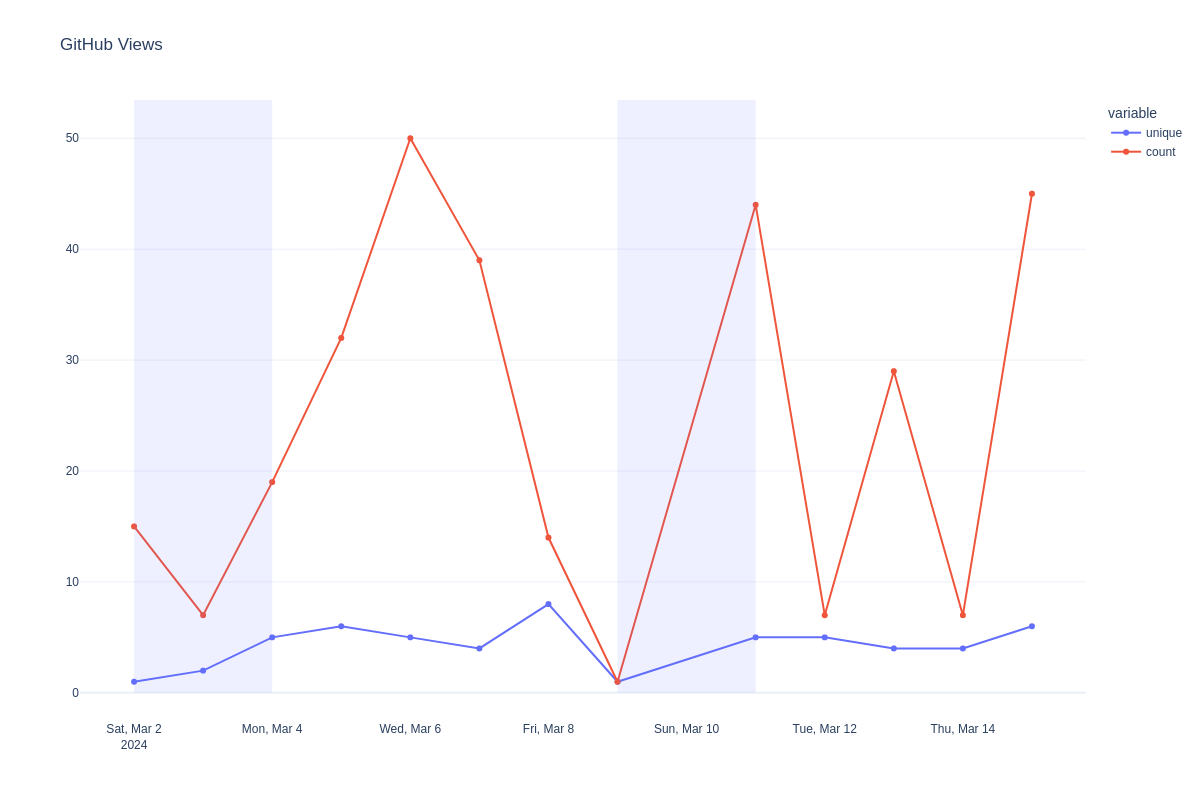 GitHub Views
variable
unique
count
50
40
30
20
10
0
Sat, Mar 2
2024
Mon, Mar 4
Wed, Mar 6
Fri, Mar 8
Sun, Mar 10
Tue, Mar 12
Thu, Mar 14